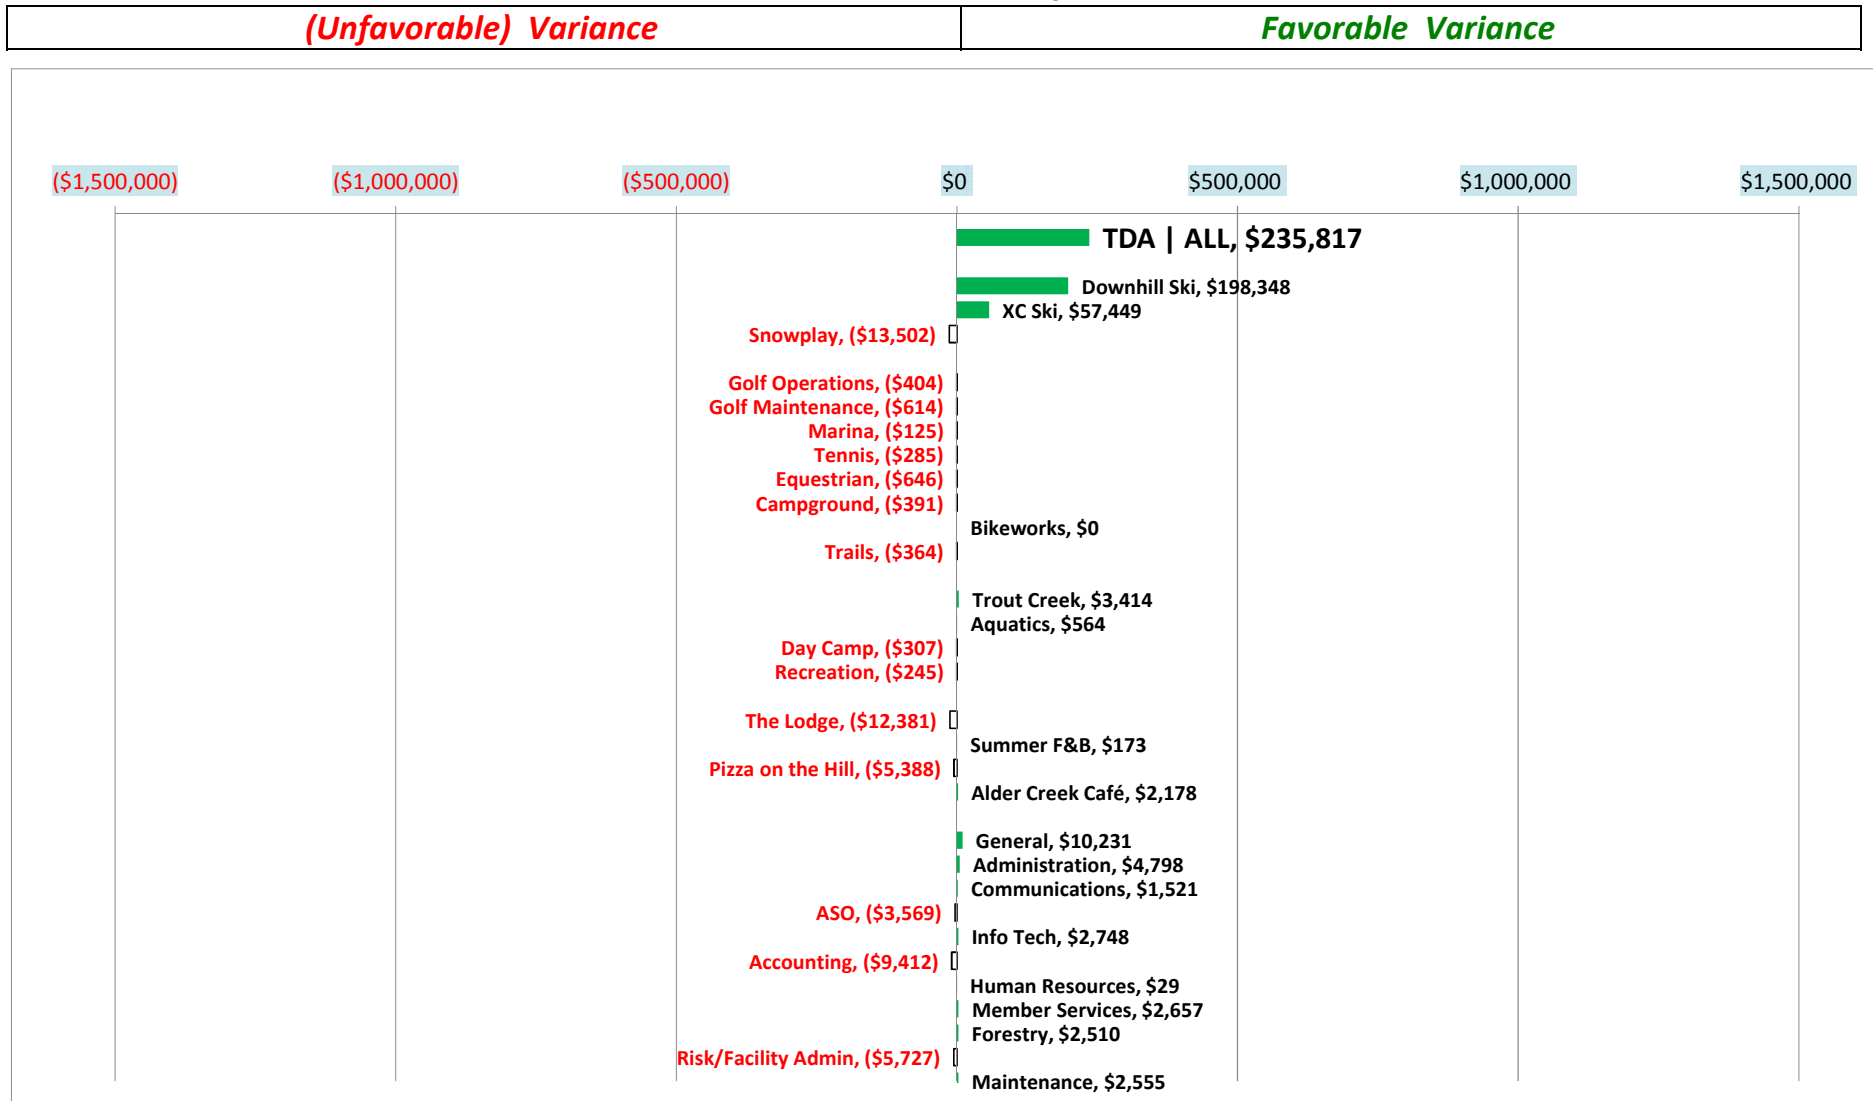 (Unfavorable) Variance
Favorable Variance
($1,500,000)
($1,000,000)
($500,000)
$0
$500,000
$1,000,000
$1,500,000
TDA | ALL, $235,817
Downhill Ski, $198,348
XC Ski, $57,449
Snowplay, ($13,502)
Golf Operations, ($404)
Golf Maintenance, ($614)
Marina, ($125)
Tennis, ($285)
Equestrian, ($646)
Campground, ($391)
Bikeworks, $0
Trails, ($364)
Trout Creek, $3,414
Aquatics, $564
Day Camp, ($307)
Recreation, ($245)
The Lodge, ($12,381)
Summer F&B, $173
Pizza on the Hill, ($5,388)
Alder Creek Café, $2,178
General, $10,231
Administration, $4,798
Communications, $1,521
ASO, ($3,569)
Info Tech, $2,748
Accounting, ($9,412)
Human Resources, $29
Member Services, $2,657
Forestry, $2,510
Risk/Facility Admin, ($5,727)
Maintenance, $2,555